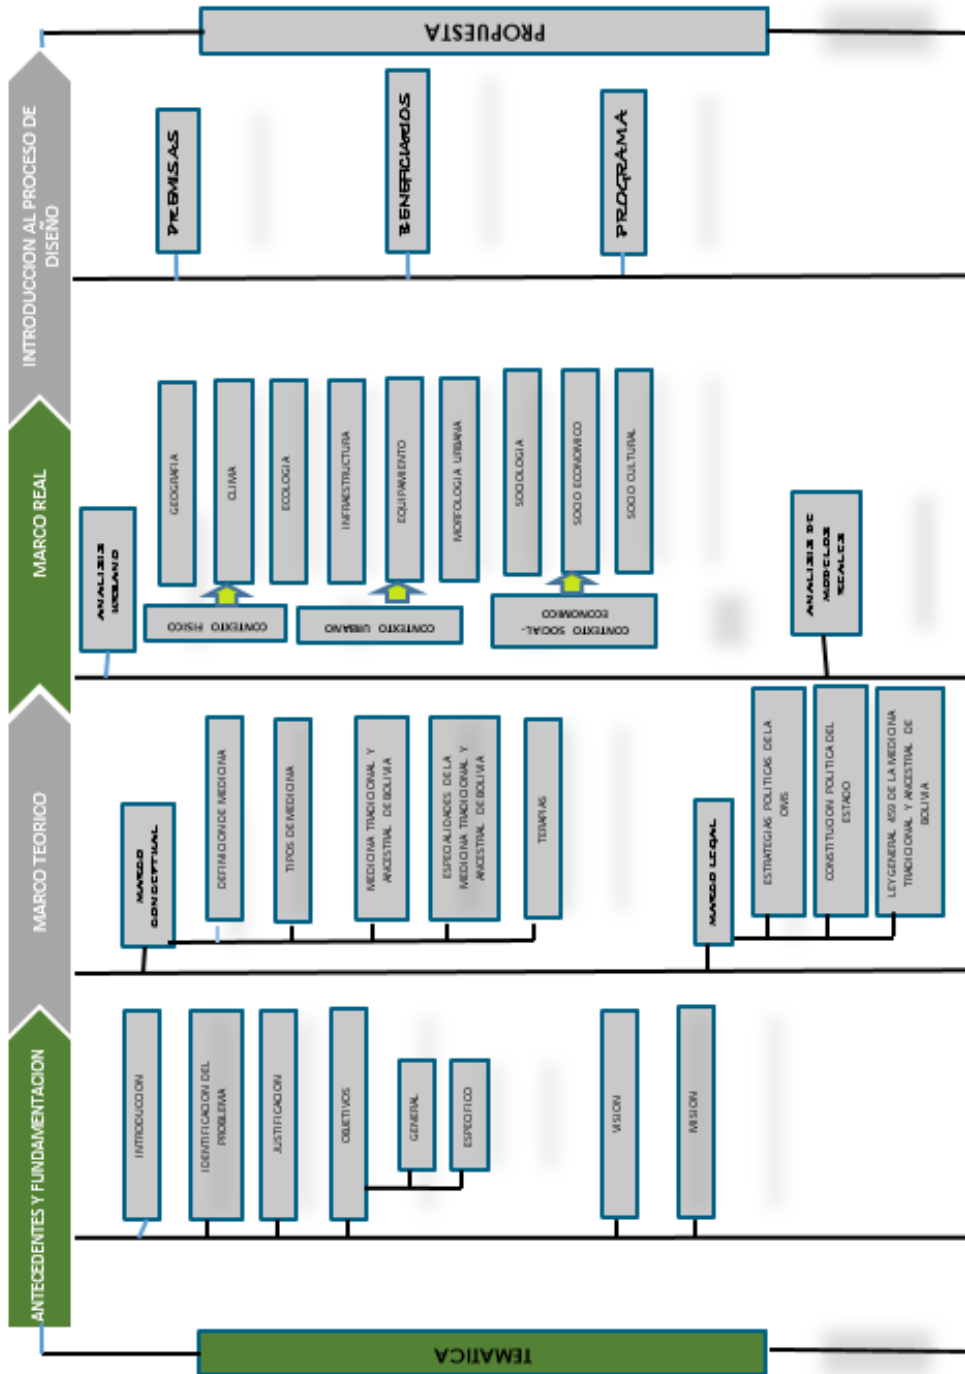 TEMATICA
ANTECEDENTES Y FUNDAMENTACION
INTRODUCCION
IDENTIFICACION DEL
PROBLEMA
JUSTIFICACION
OBJETIVOS
GENERAL
ESPECIFICO
VISION
MISION
MARCO TEORICO
MARCO
CONCEPTUAL
DEFINICION DE MEDICINA
TIPOS DE MEDICINA
MEDICINA TRADICIONAL Y
ANCESTRAL DE BOLIVIA
ESPECIALIDADES DE LA
MEDICINA TRADICIONAL Y
ANCESTRAL DE BOLIVIA
TERAPIAS
MARCO LEGAL
ESTRATEGIAS POLITICAS DE LA
OMS
CONSTITUCION POLITICA DEL
ESTADO
LEY GENERAL 459 DE LA MEDICINA
TRADICIONAL Y ANCESTRAL DE
BOLIVIA
MARCO REAL
ANALISIS
URBANO
CONTEXTO FISICO
GEOGRAFIA
CLIMA
ECOLOGIA
CONTEXTO URBANO
INFRAESTRUCTURA
EQUIPAMIENTO
MORFOLOGIA URBANA
CONTEXTO SOCIAL-
ECONOMICO
SOCIOLOGIA
SOCIO ECONOMICO
SOCIO CULTURAL
ANALISIS DE
MODELOS
REALES
INTRODUCCION AL PROCESO DE
DISEÑO
PREMISAS
BENEFICIARIOS
PROGRAMA
PROPUESTA